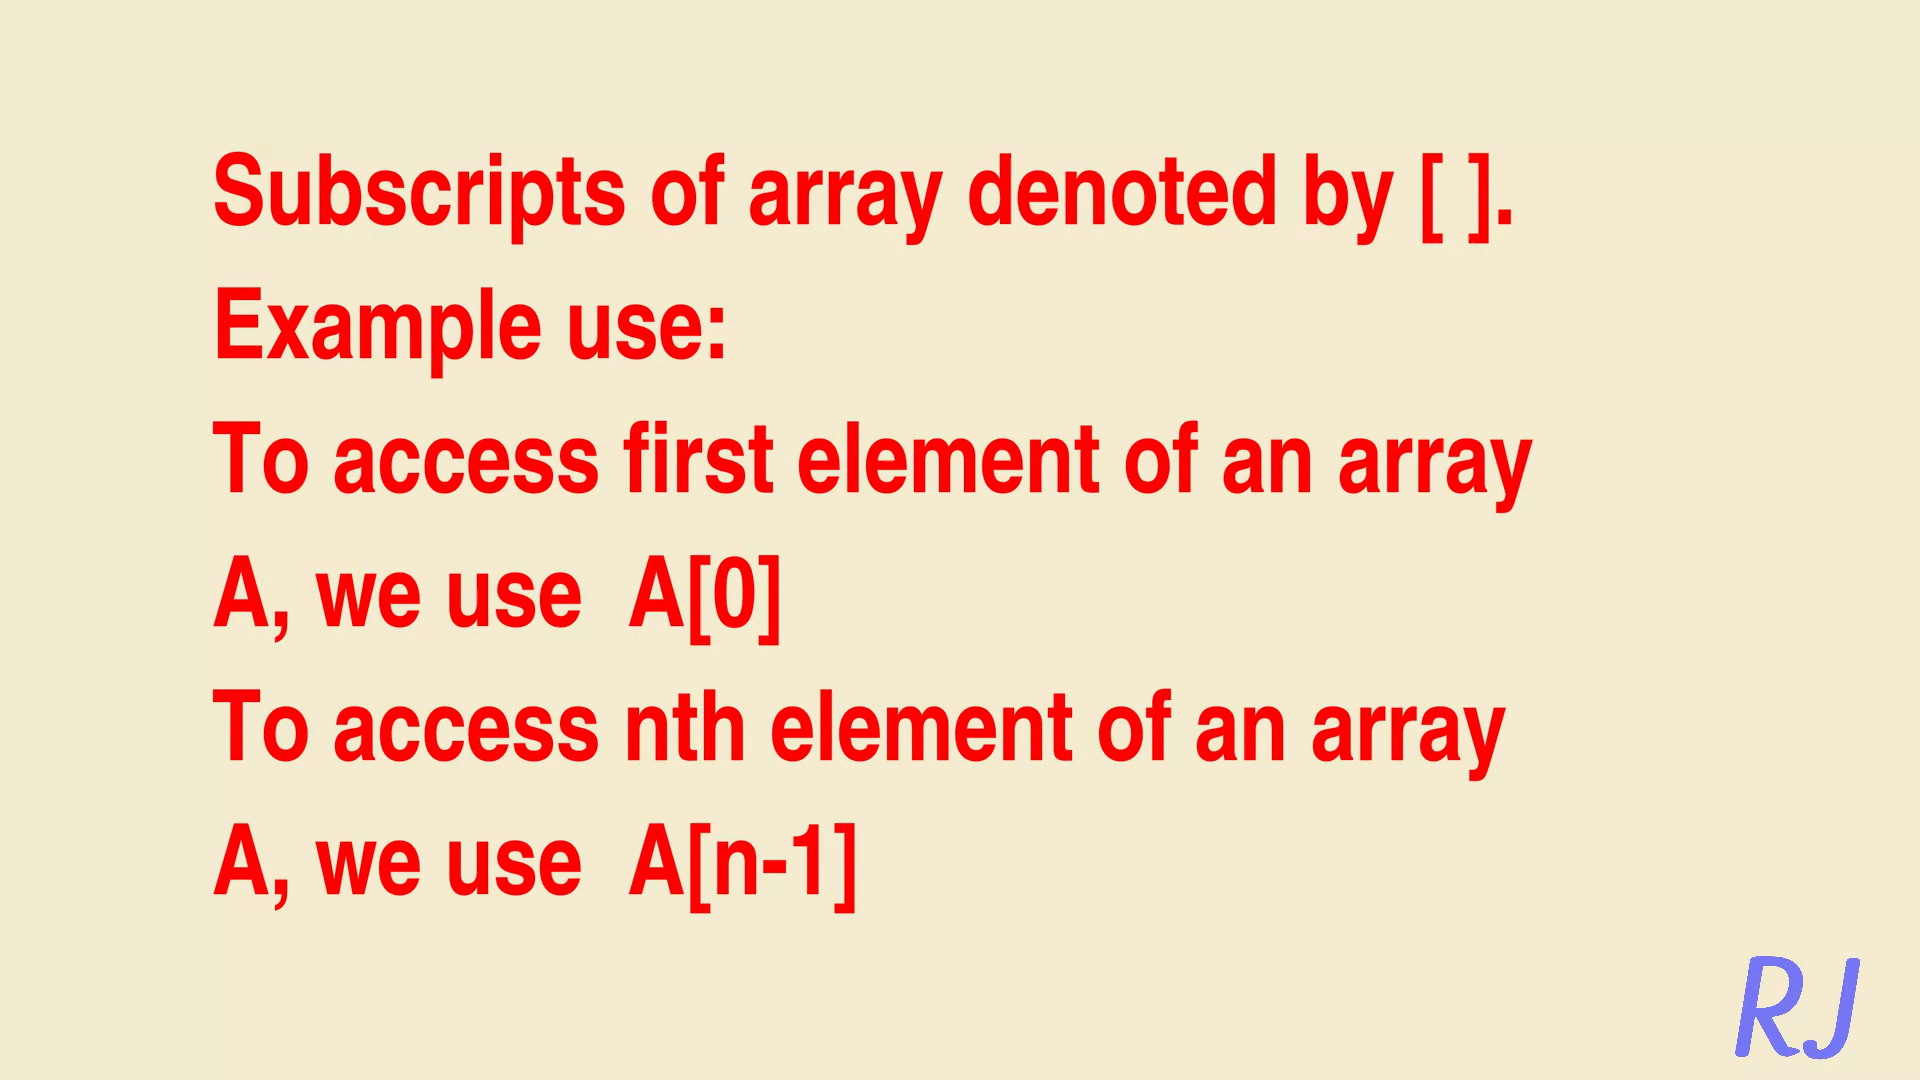 Subscripts of array denoted by [ ].
Example use:
To access first element of an array
A, we use  A[0]
To access nth element of an array
A, we use  A[n-1]
RJ